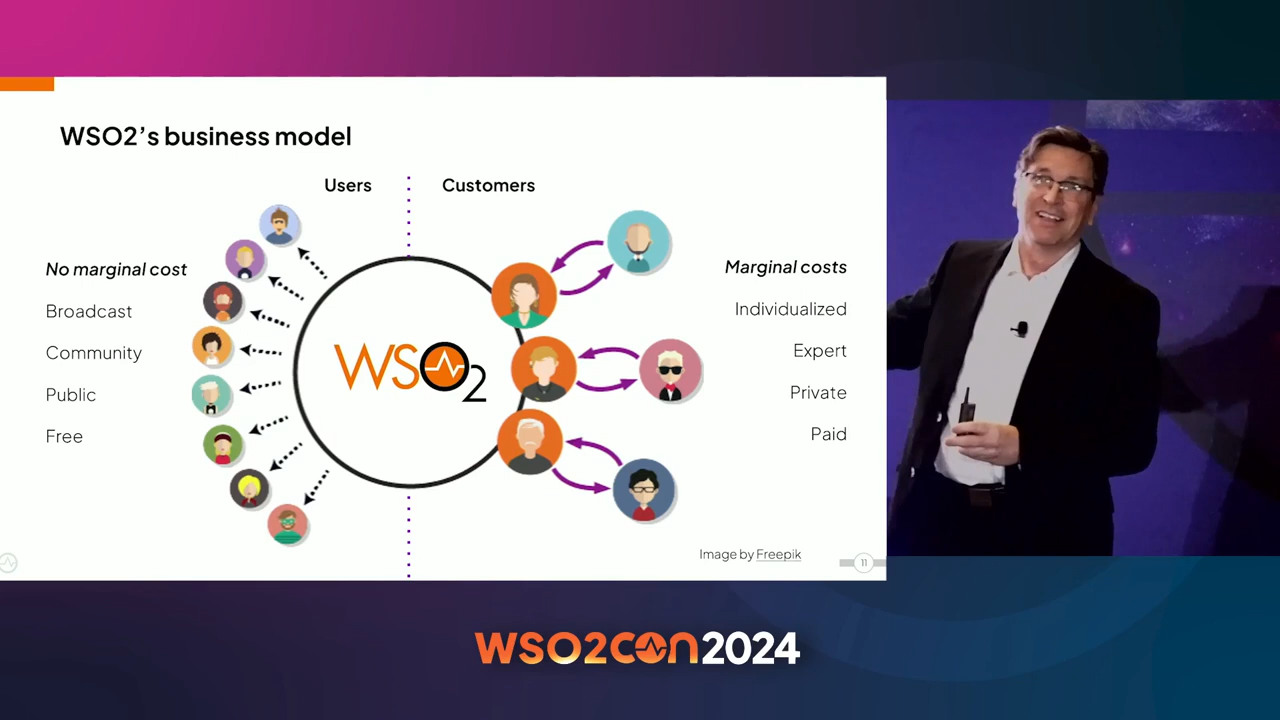 WSO2's business model
Users
Customers
No marginal cost
Broadcast
Community
Public
Free
WSO2
Marginal costs
Individualized
Expert
Private
Paid
Image by Freepik
11
WSO2CON2024